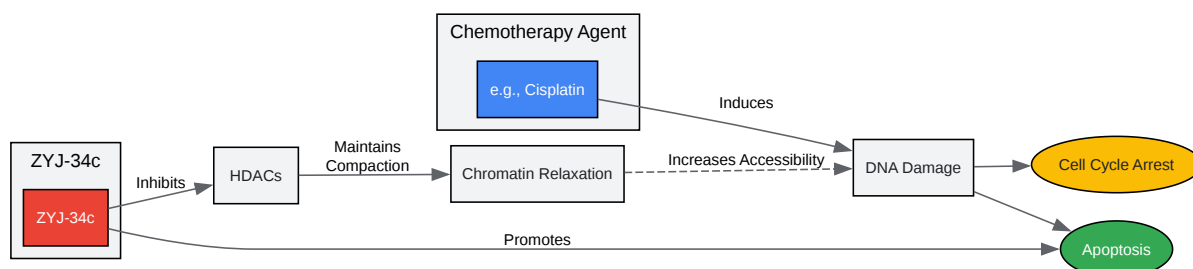 Chemotherapy Agent
e.g., Cisplatin
Induces
ZYJ-34c
ZYJ-34c
Inhibits
HDACs
Maintains
Compaction
Chromatin Relaxation
Increases Accessibility
DNA Damage
Cell Cycle Arrest
Promotes
Apoptosis